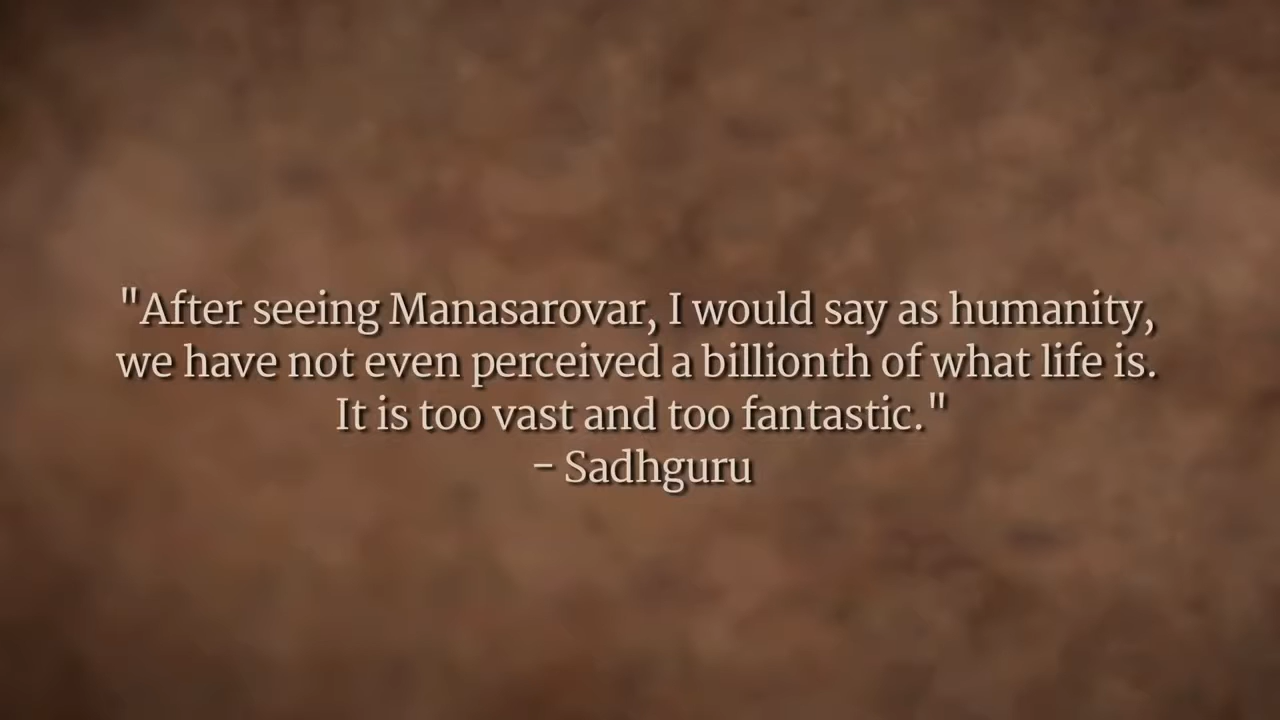 "After seeing Manasarovar, I would say as humanity,
we have not even perceived a billionth of what life is.
It is too vast and too fantastic."
- Sadhguru